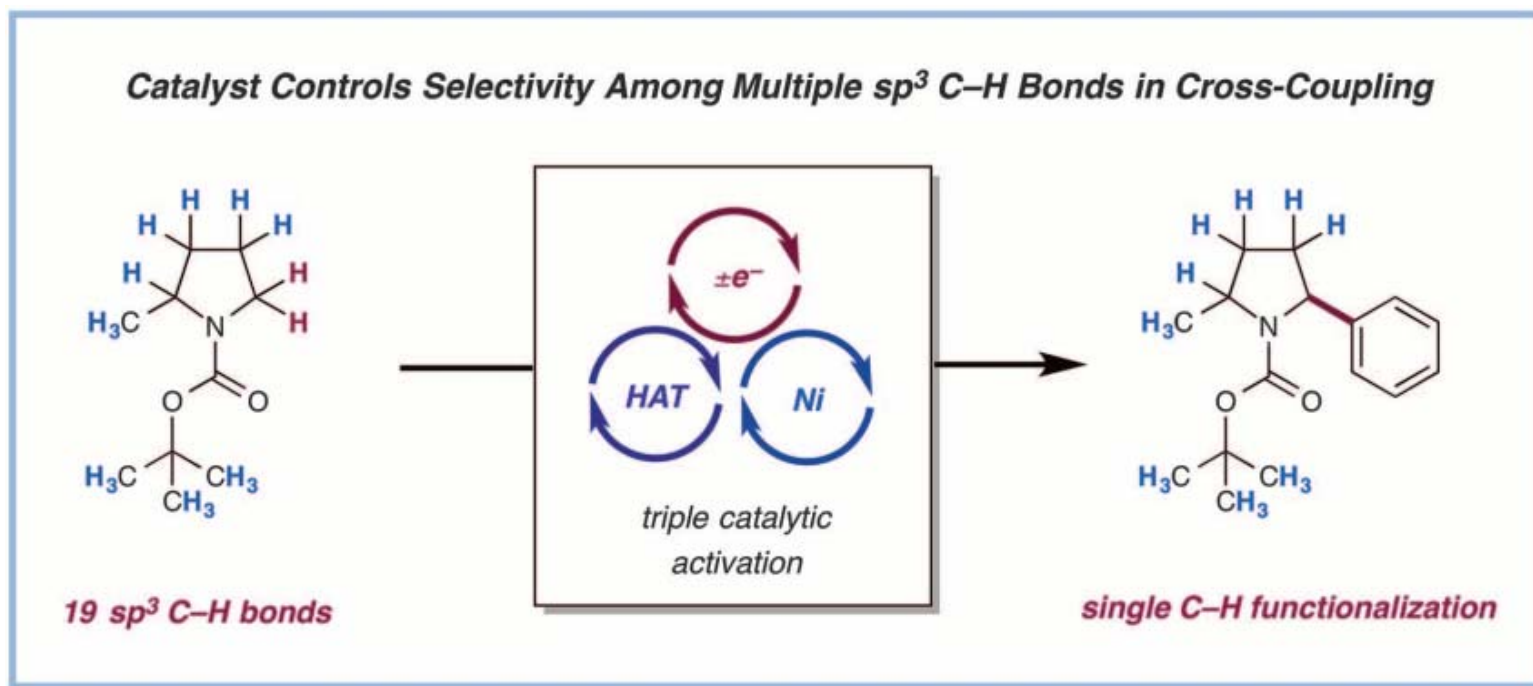 Catalyst Controls Selectivity Among Multiple sp³ C–H Bonds in Cross-Coupling
H H
H H
H H
H₃C N H
O O
H₃C CH₃
CH₃
±e⁻
HAT Ni
triple catalytic
activation
H H
H H
H
H₃C N
O O
H₃C CH₃
CH₃
19 sp³ C–H bonds
single C–H functionalization